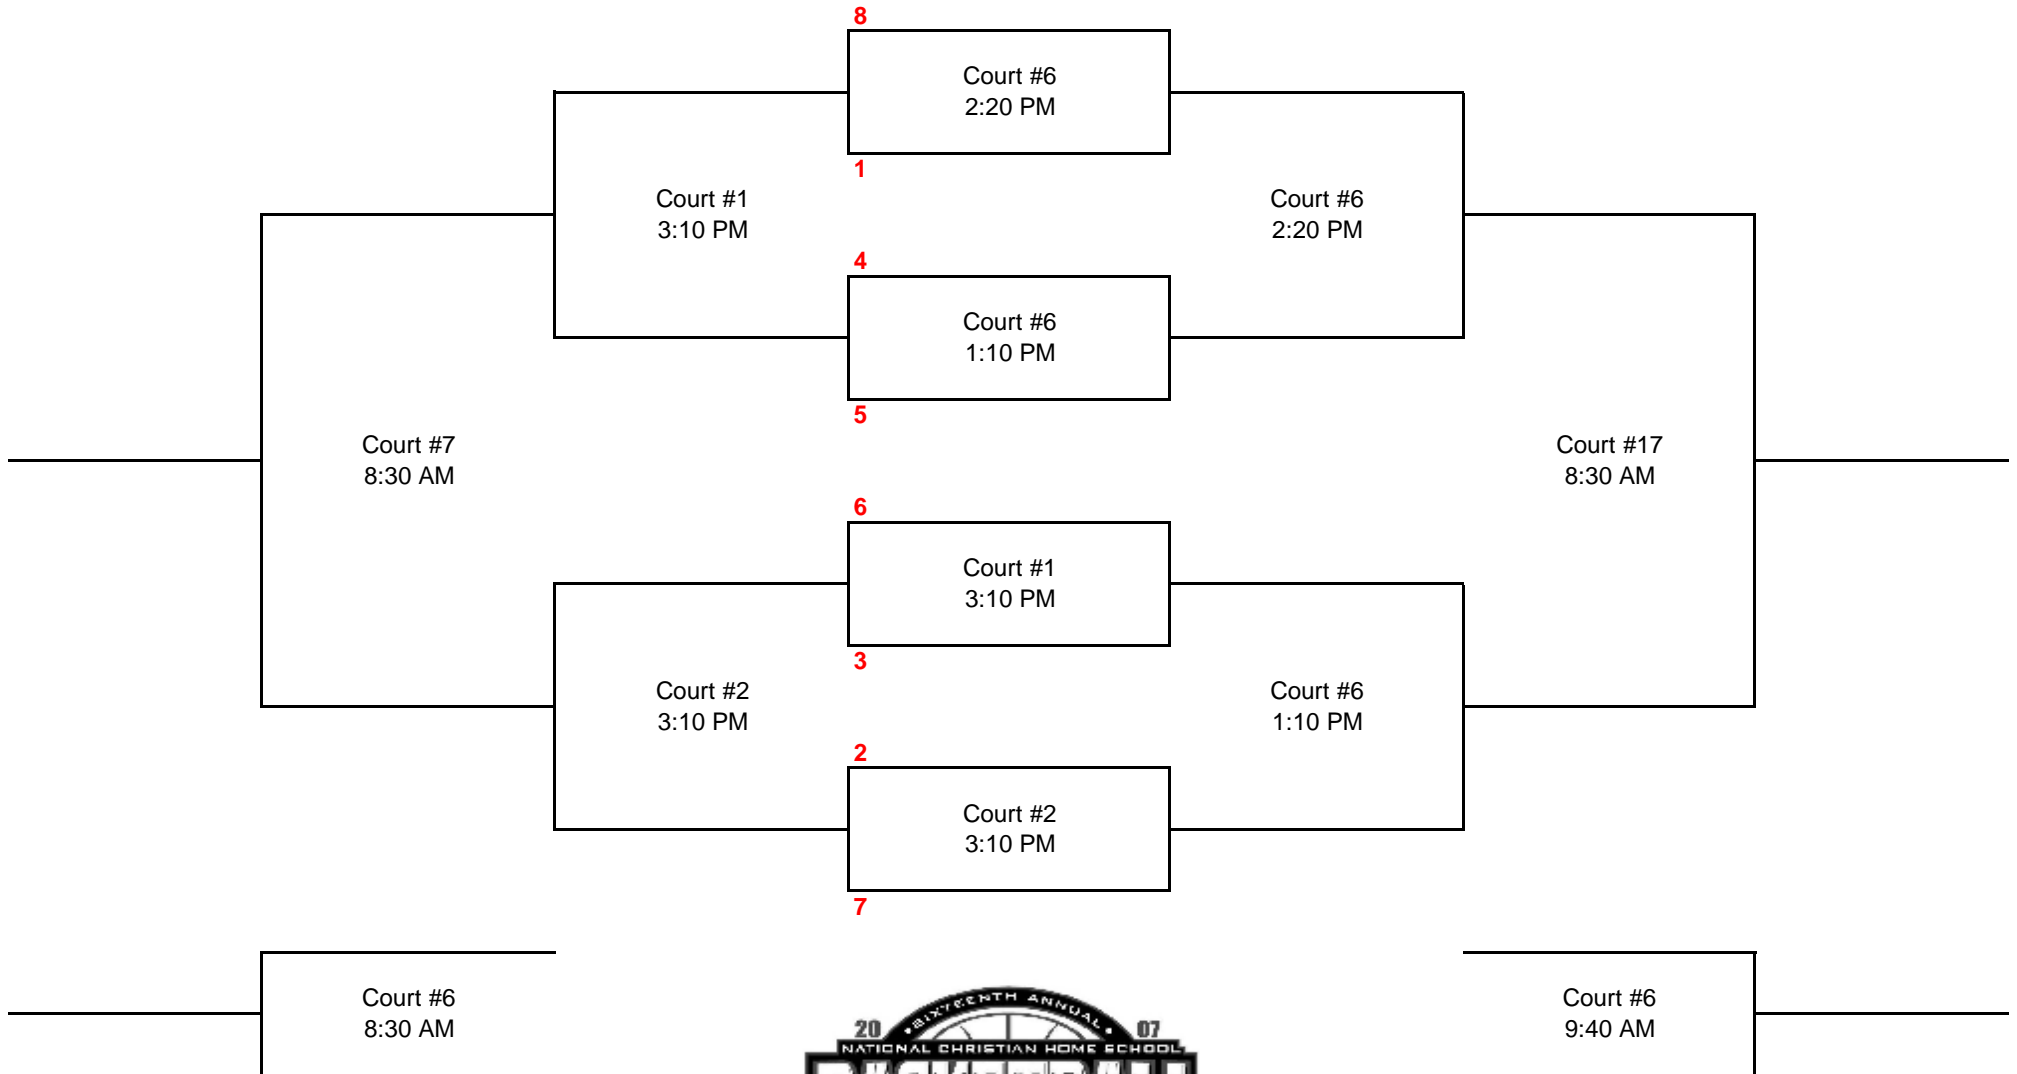 8
Court #6
2:20 PM
1
Court #1
3:10 PM
Court #6
2:20 PM
4
Court #6
1:10 PM
5
Court #7
8:30 AM
Court #17
8:30 AM
6
Court #1
3:10 PM
3
Court #2
3:10 PM
Court #6
1:10 PM
2
Court #2
3:10 PM
7
Court #6
8:30 AM
Court #6
9:40 AM
SIXTEENTH ANNUAL
20 07
NATIONAL CHRISTIAN HOME SCHOOL